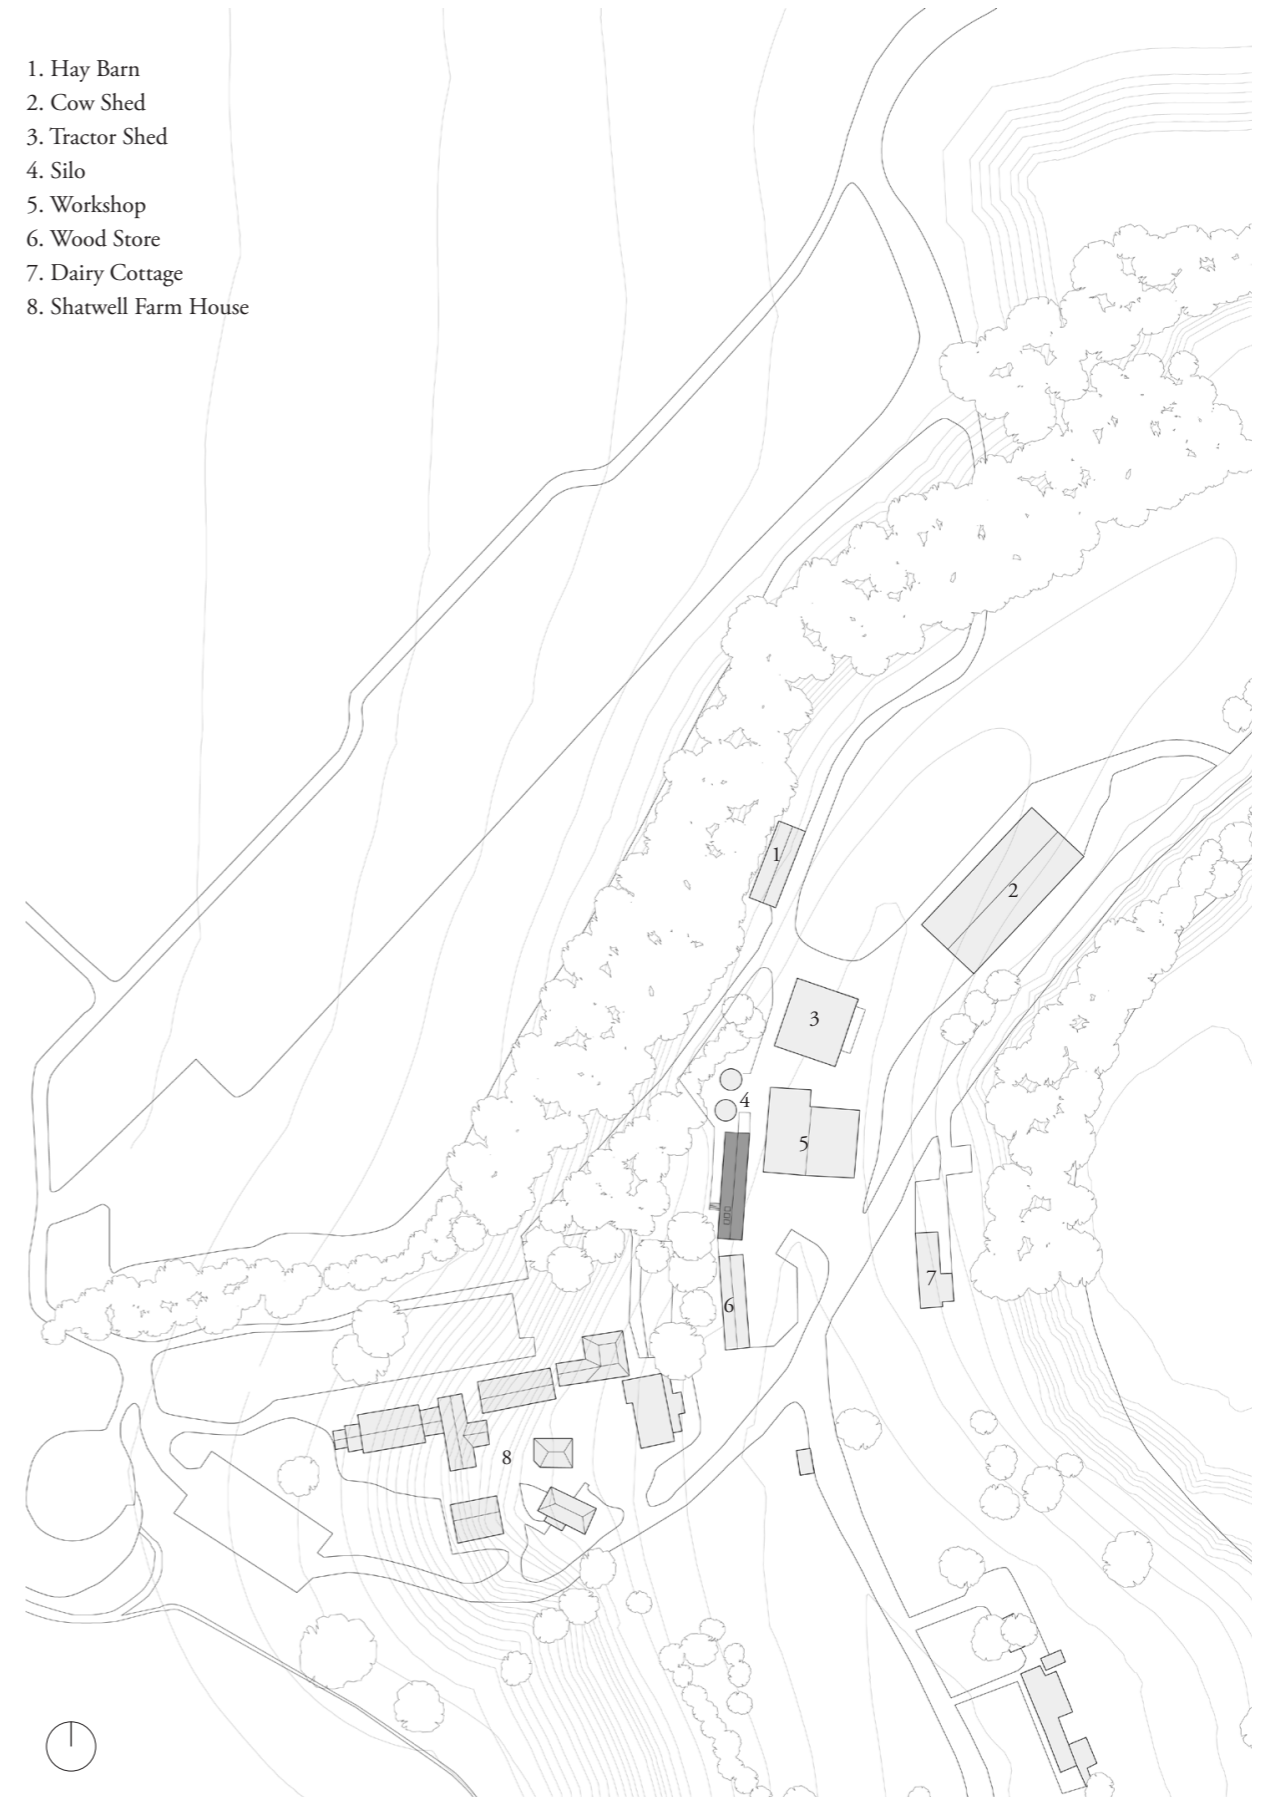 1. Hay Barn
2. Cow Shed
3. Tractor Shed
4. Silo
5. Workshop
6. Wood Store
7. Dairy Cottage
8. Shatwell Farm House
1
2
3
4
5
6
7
8